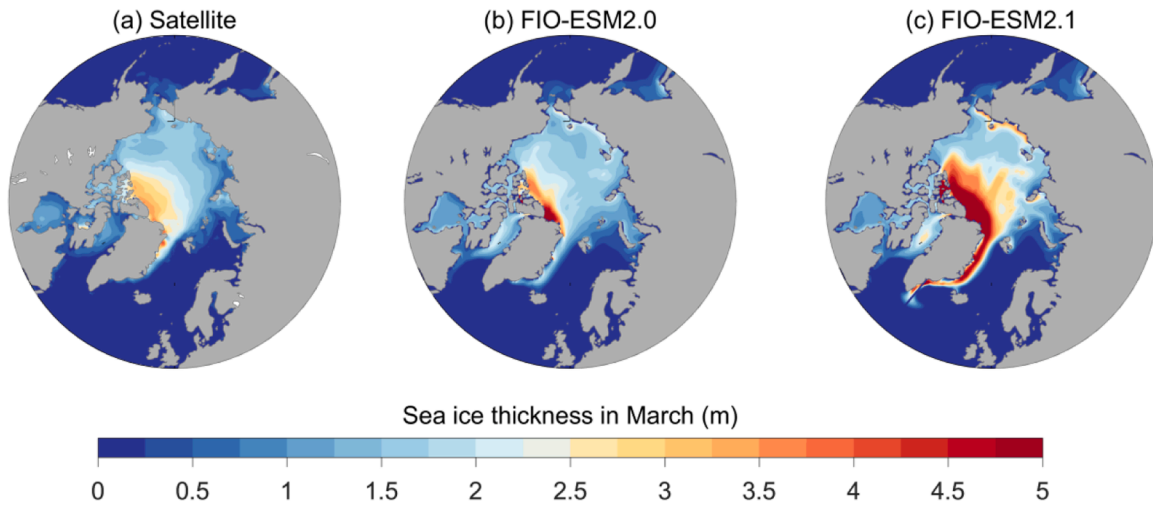 (a) Satellite (b) FIO-ESM2.0 (c) FIO-ESM2.1
Sea ice thickness in March (m)
0 0.5 1 1.5 2 2.5 3 3.5 4 4.5 5